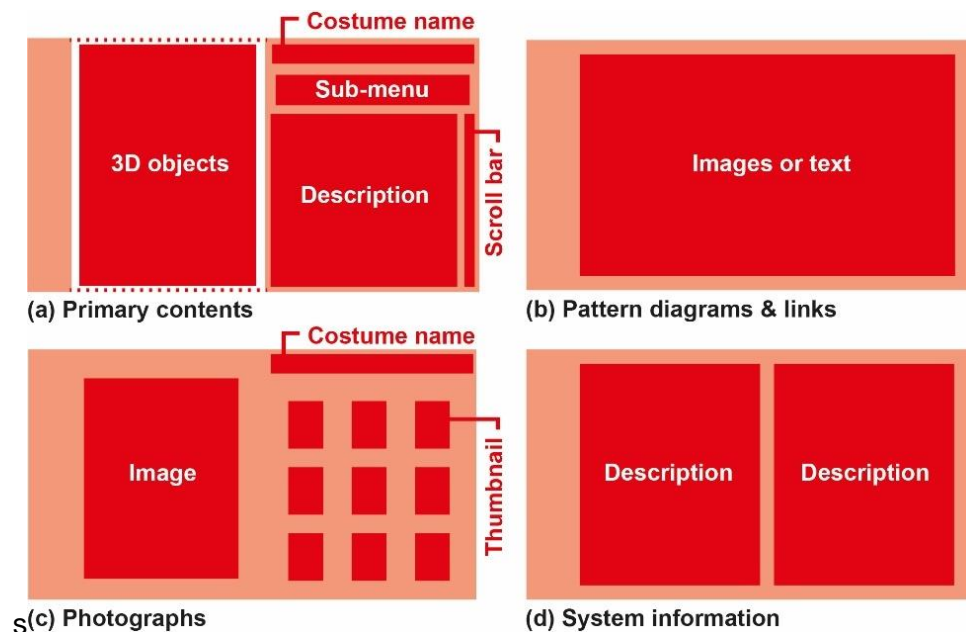 Costume name
Sub-menu
3D objects
Description
Scroll bar
Images or text
(a) Primary contents
(b) Pattern diagrams & links
Costume name
Image
Thumbnail
Description
Description
s(c) Photographs
(d) System information